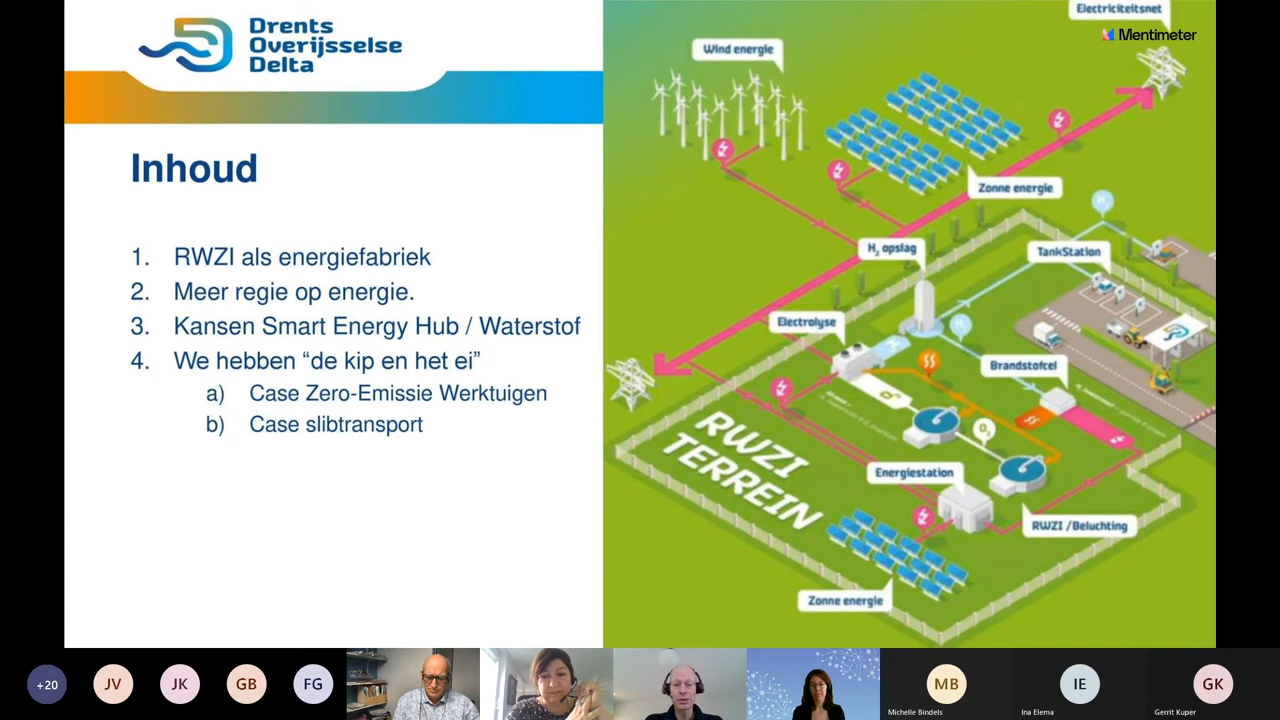 Drents
Overijsselse
Delta
Inhoud
1. RWZI als energiefabriek
2. Meer regie op energie.
3. Kansen Smart Energy Hub / Waterstof
4. We hebben “de kip en het ei”
a) Case Zero-Emissie Werktuigen
b) Case slibtransport
Electriciteitsnet
Mentimeter
Wind energie
Zonne energie
H₂ opslag
TankStation
Electrolyse
Brandstofcel
RWZI
TERREIN
Energiestation
RWZI /Beluchting
Zonne energie
+20
JV
JK
GB
FG
MB
Michelle Bindels
IE
Ina Elema
GK
Gerrit Kuper